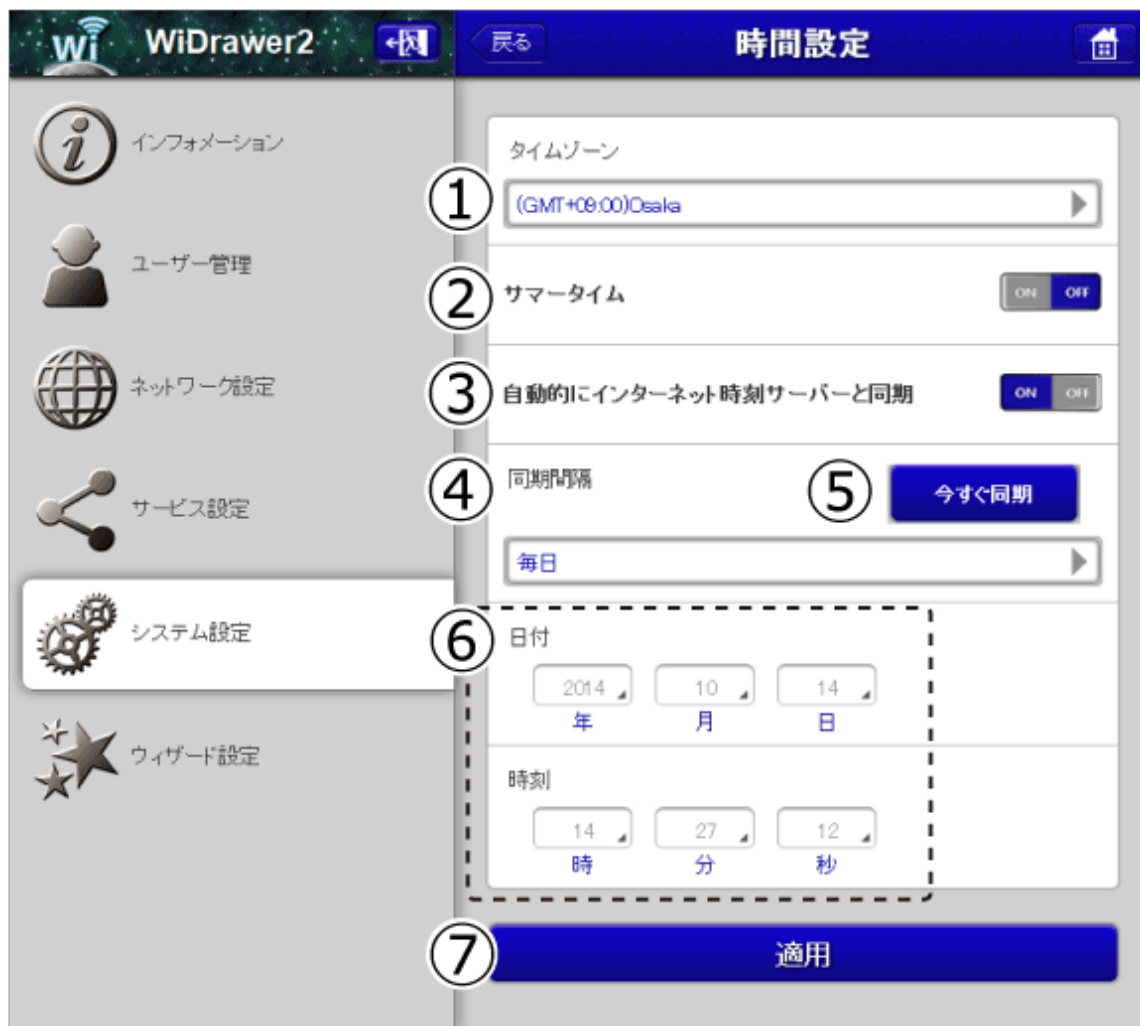 Wi WiDrawer2
戻る 時間設定
インフォメーション
ユーザー管理
ネットワーク設定
サービス設定
システム設定
ウィザード設定
タイムゾーン
① (GMT+09:00)Osaka
② サマータイム ON OFF
③ 自動的にインターネット時刻サーバーと同期 ON OFF
④ 同期間隔 ⑤ 今すぐ同期
毎日
⑥ 日付
2014 10 14
年 月 日
時刻
14 27 12
時 分 秒
⑦ 適用